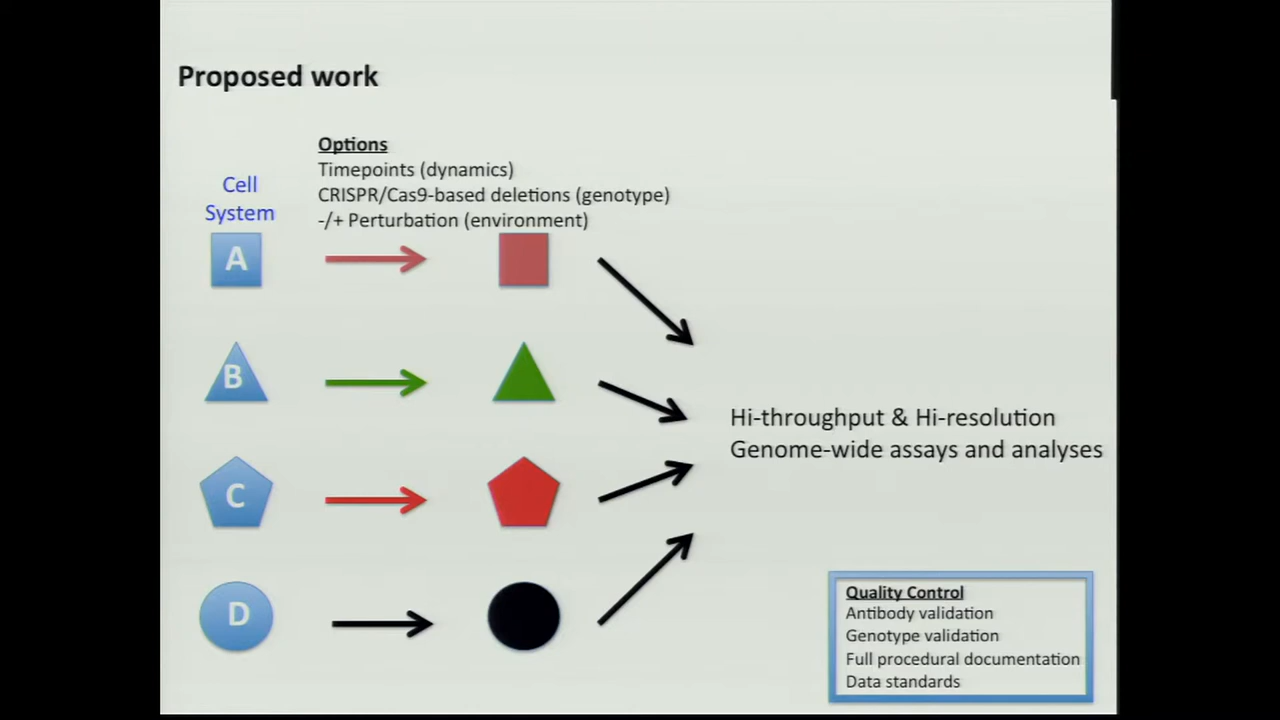 Proposed work
Options
Timepoints (dynamics)
CRISPR/Cas9-based deletions (genotype)
-/+ Perturbation (environment)
Cell
System
A
B
C
D
Hi-throughput & Hi-resolution
Genome-wide assays and analyses
Quality Control
Antibody validation
Genotype validation
Full procedural documentation
Data standards